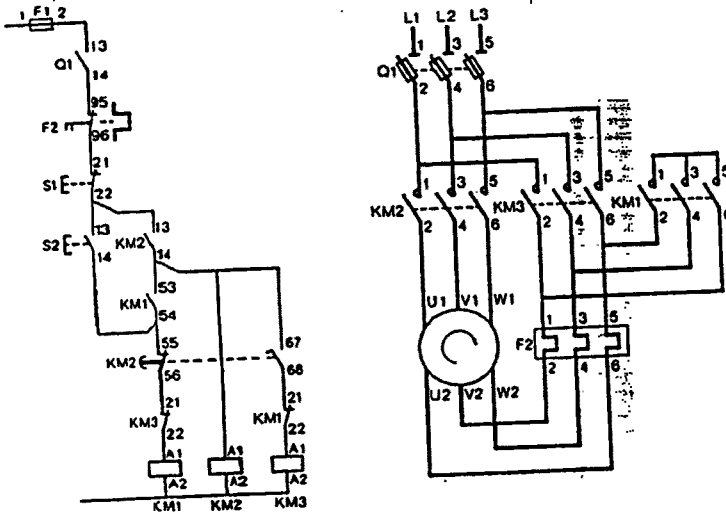 1 F1 2
13
Q1
14
95
F2
96
21
S1
22
13
S2
14
13
KM2
14
53
KM1
54
55
KM2
56
67
68
21
KM3
22
21
KM1
22
A1
A2
A1
A2
A1
A2
KM1 KM2 KM3
L1 L2 L3
1 3 5
Q1
2 4 6
1 3 5
KM2
2 4 6
1 3 5
KM3
2 4 6
1 3 5
KM1
2 4 6
U1 V1 W1
1 3 5
F2
2 4 6
U2 V2 W2